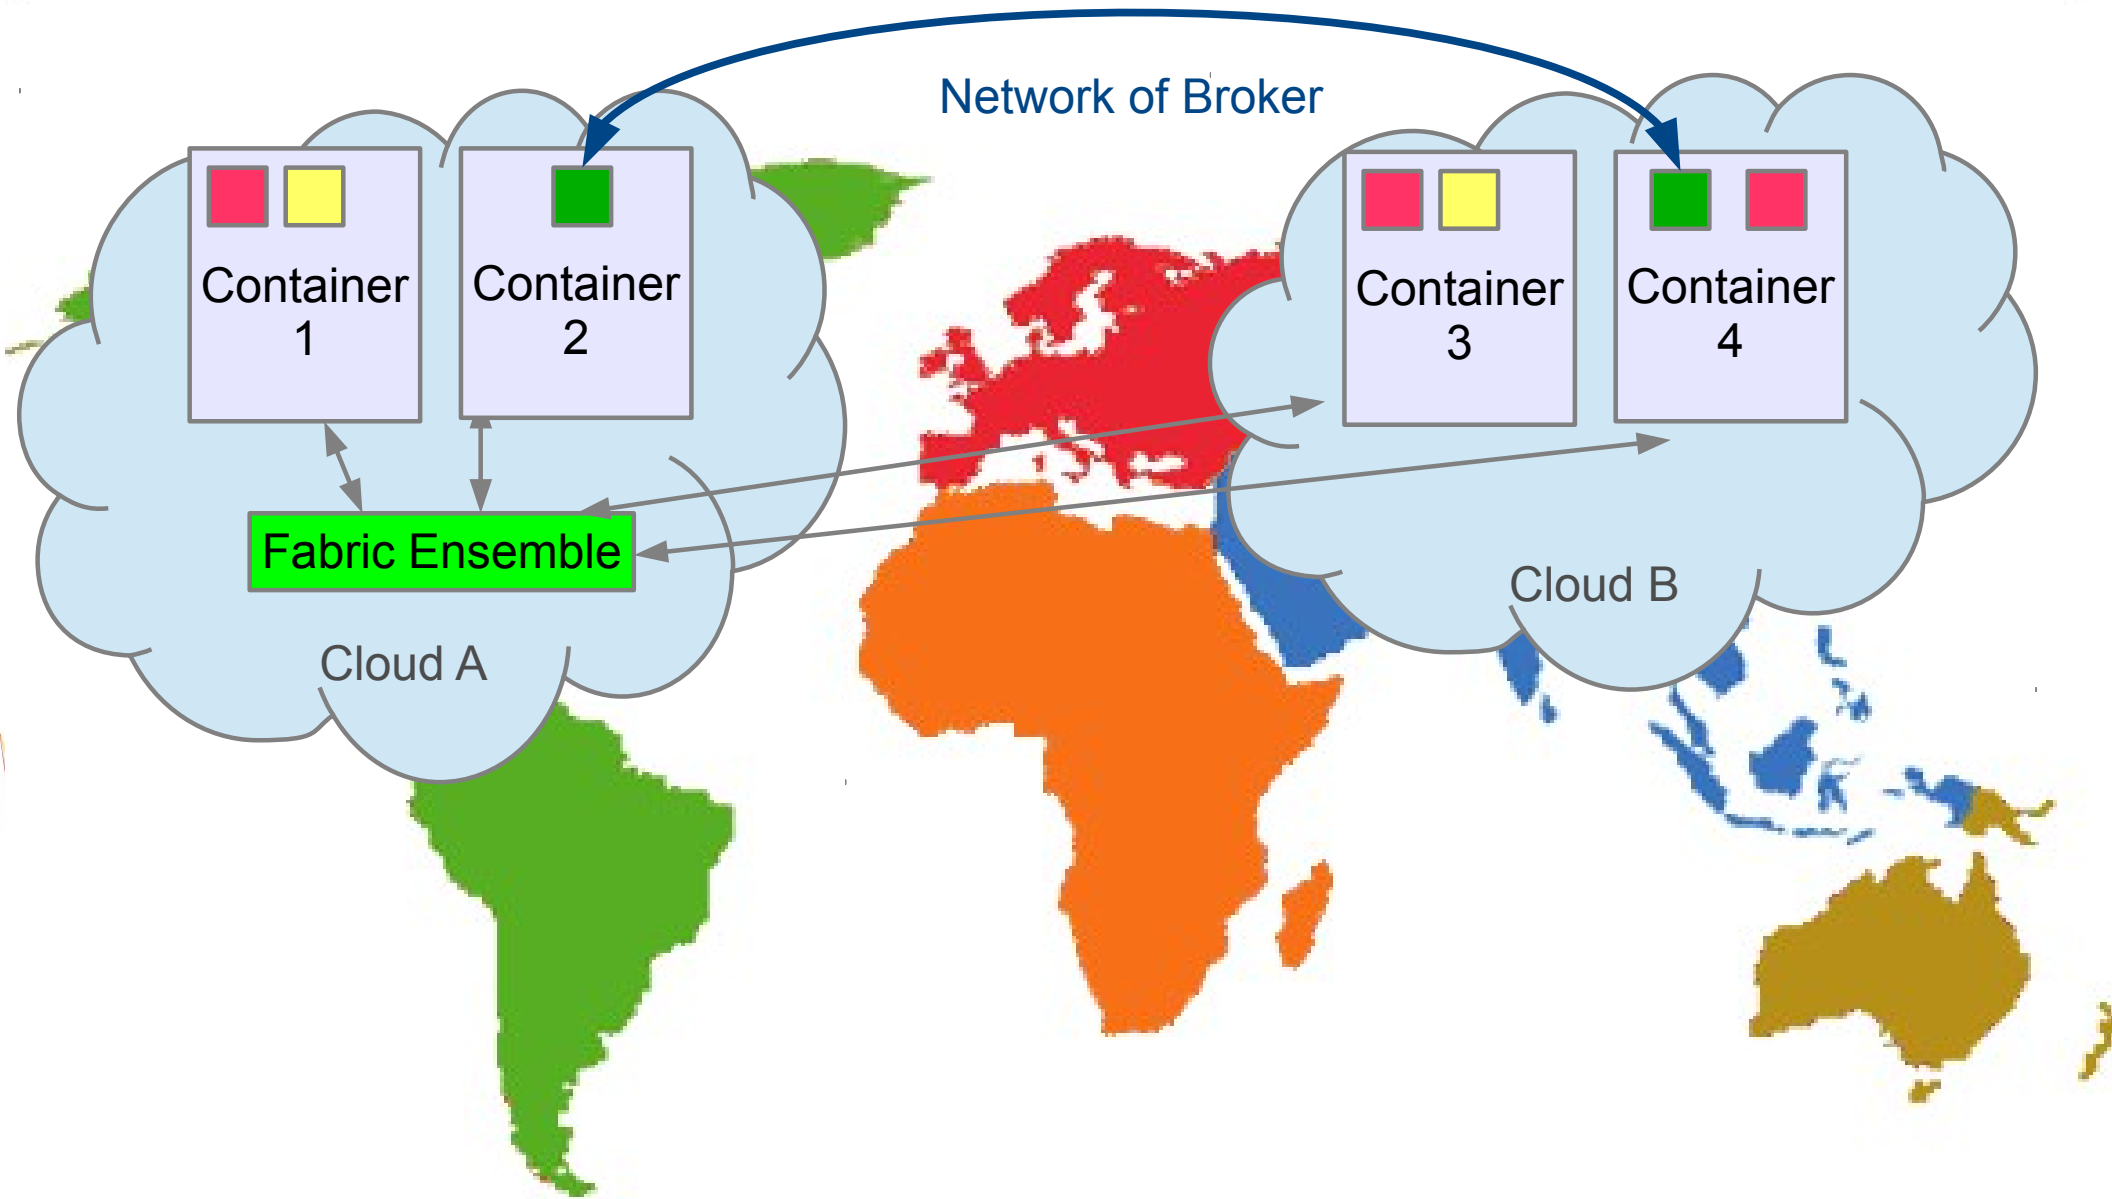 Network of Broker
Container
1
Container
2
Container
3
Container
4
Fabric Ensemble
Cloud A
Cloud B